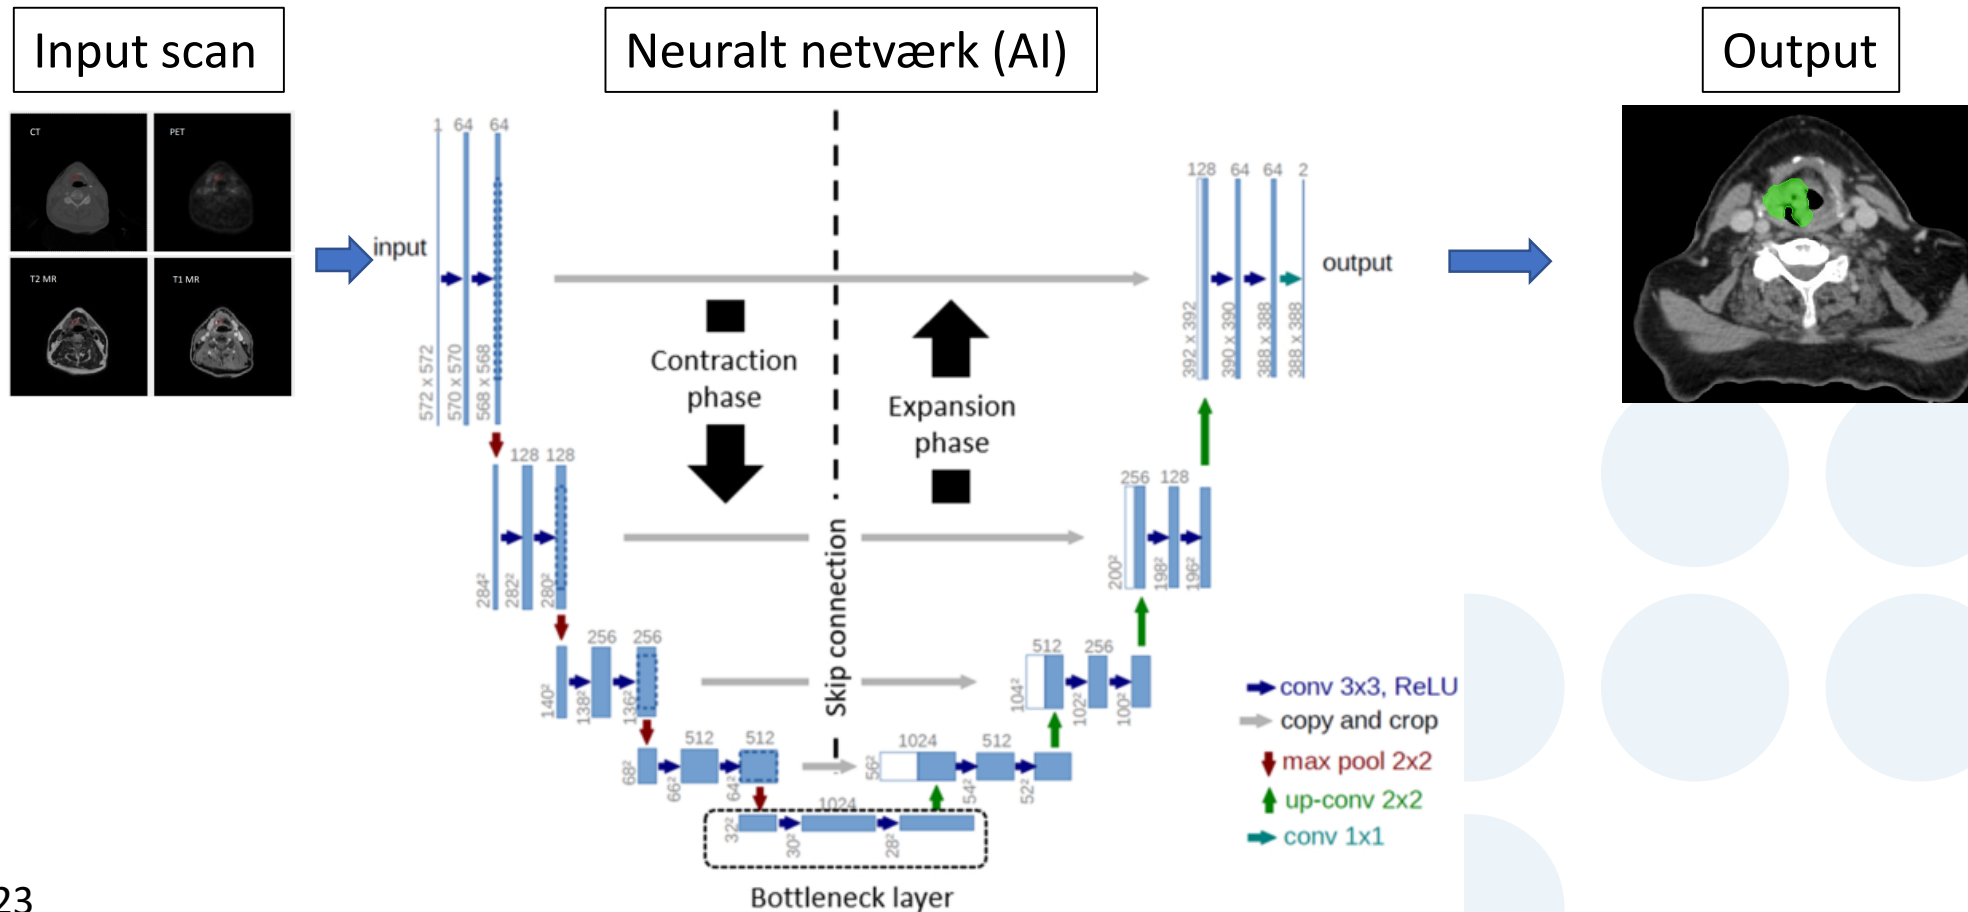 Input scan
Neuralt netværk (AI)
Output
CT
PET
T2 MR
T1 MR
input
1 64 64
572 x 572
570 x 570
568 x 568
128 128
284²
282²
280²
256 256
140²
138²
136²
512 512
68²
66²
64²
1024
32²
30²
28²
Bottleneck layer
Contraction
phase
Expansion
phase
Skip connection
1024 512
56²
54²
52²
512 256
104²
102²
100²
256 128
200²
198²
196²
128 64 64 2
392 x 392
390 x 390
388 x 388
388 x 388
output
conv 3x3, ReLU
copy and crop
max pool 2x2
up-conv 2x2
conv 1x1
23